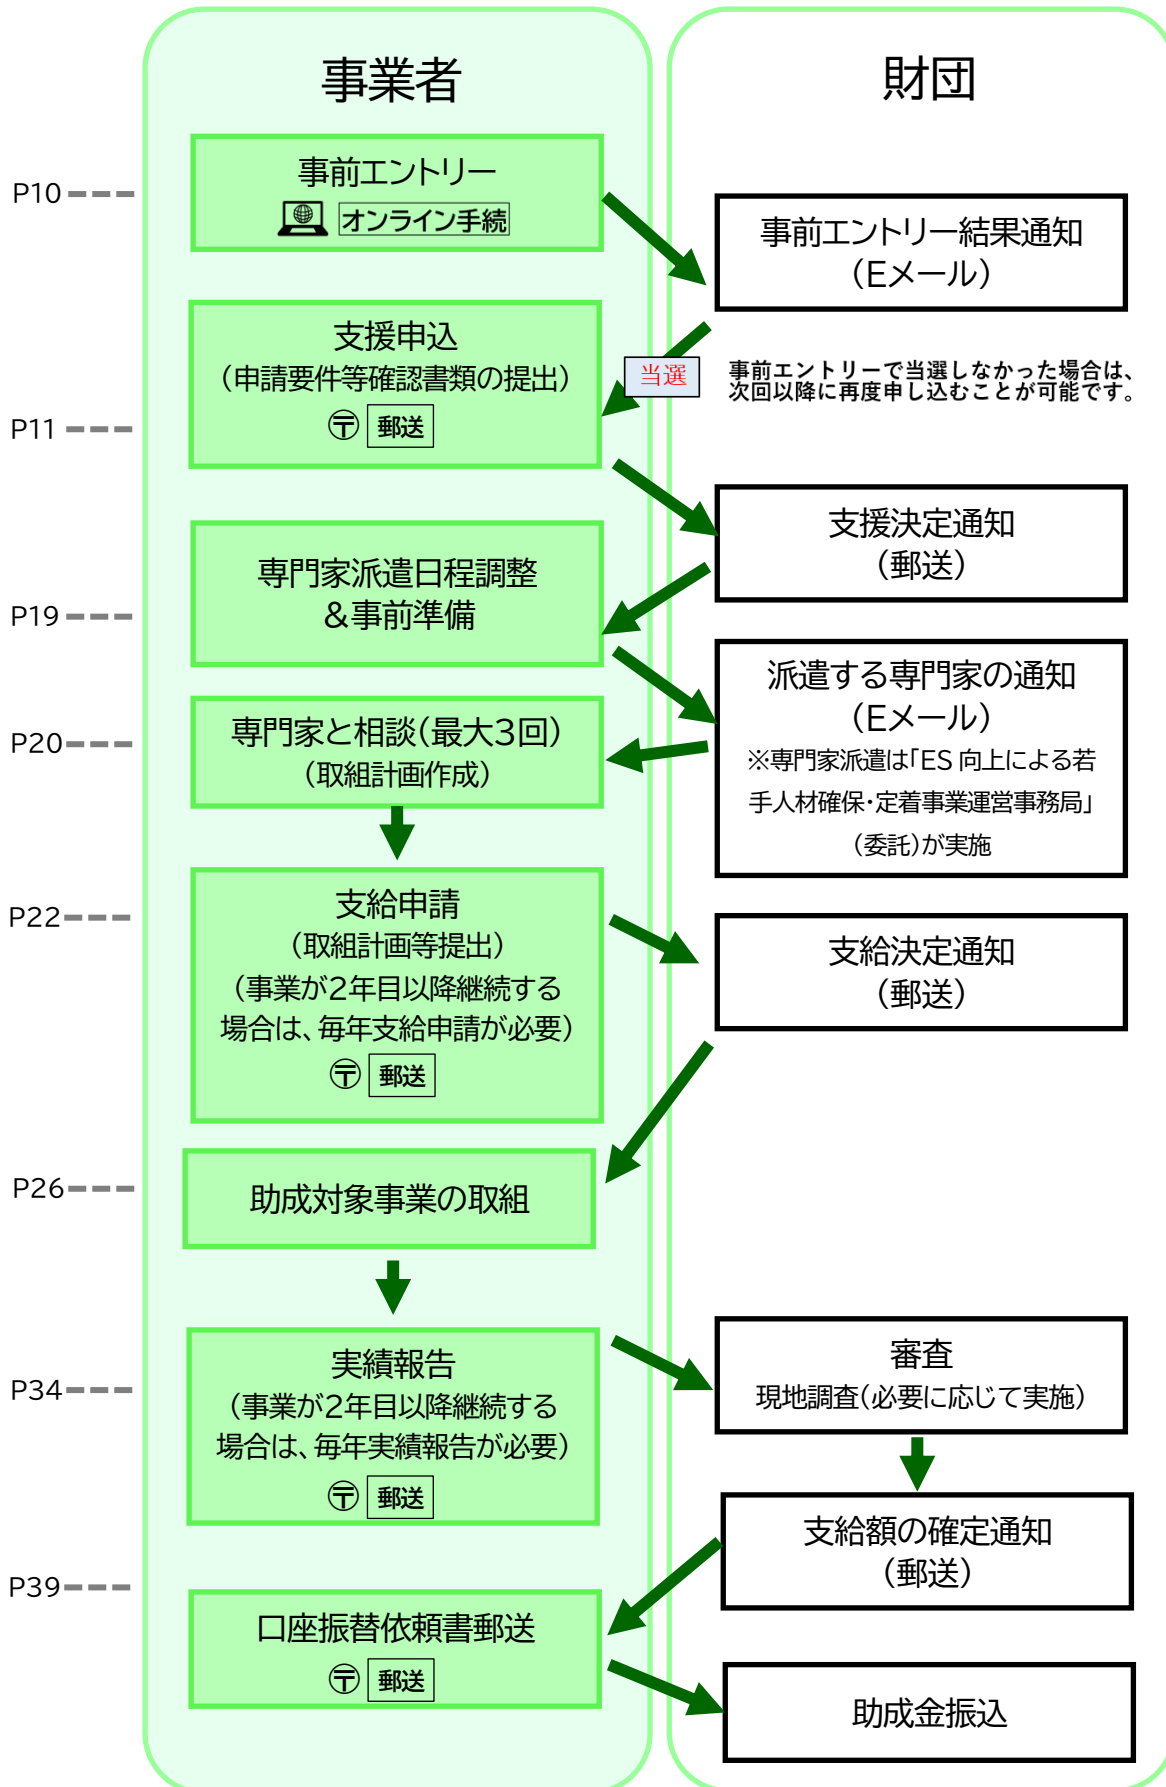 事業者
財団
P10
事前エントリー
オンライン手続
事前エントリー結果通知
(Eメール)
支援申込
(申請要件等確認書類の提出)
〒 郵送
当選
事前エントリーで当選しなかった場合は、
次回以降に再度申し込むことが可能です。
P11
支援決定通知
(郵送)
専門家派遣日程調整
&事前準備
P19
派遣する専門家の通知
(Eメール)
※専門家派遣は「ES 向上による若
手人材確保・定着事業運営事務局」
(委託)が実施
専門家と相談(最大3回)
(取組計画作成)
P20
支給申請
(取組計画等提出)
(事業が2年目以降継続する
場合は、毎年支給申請が必要)
〒 郵送
P22
支給決定通知
(郵送)
P26
助成対象事業の取組
実績報告
(事業が2年目以降継続する
場合は、毎年実績報告が必要)
〒 郵送
P34
審査
現地調査(必要に応じて実施)
支給額の確定通知
(郵送)
P39
口座振替依頼書郵送
〒 郵送
助成金振込